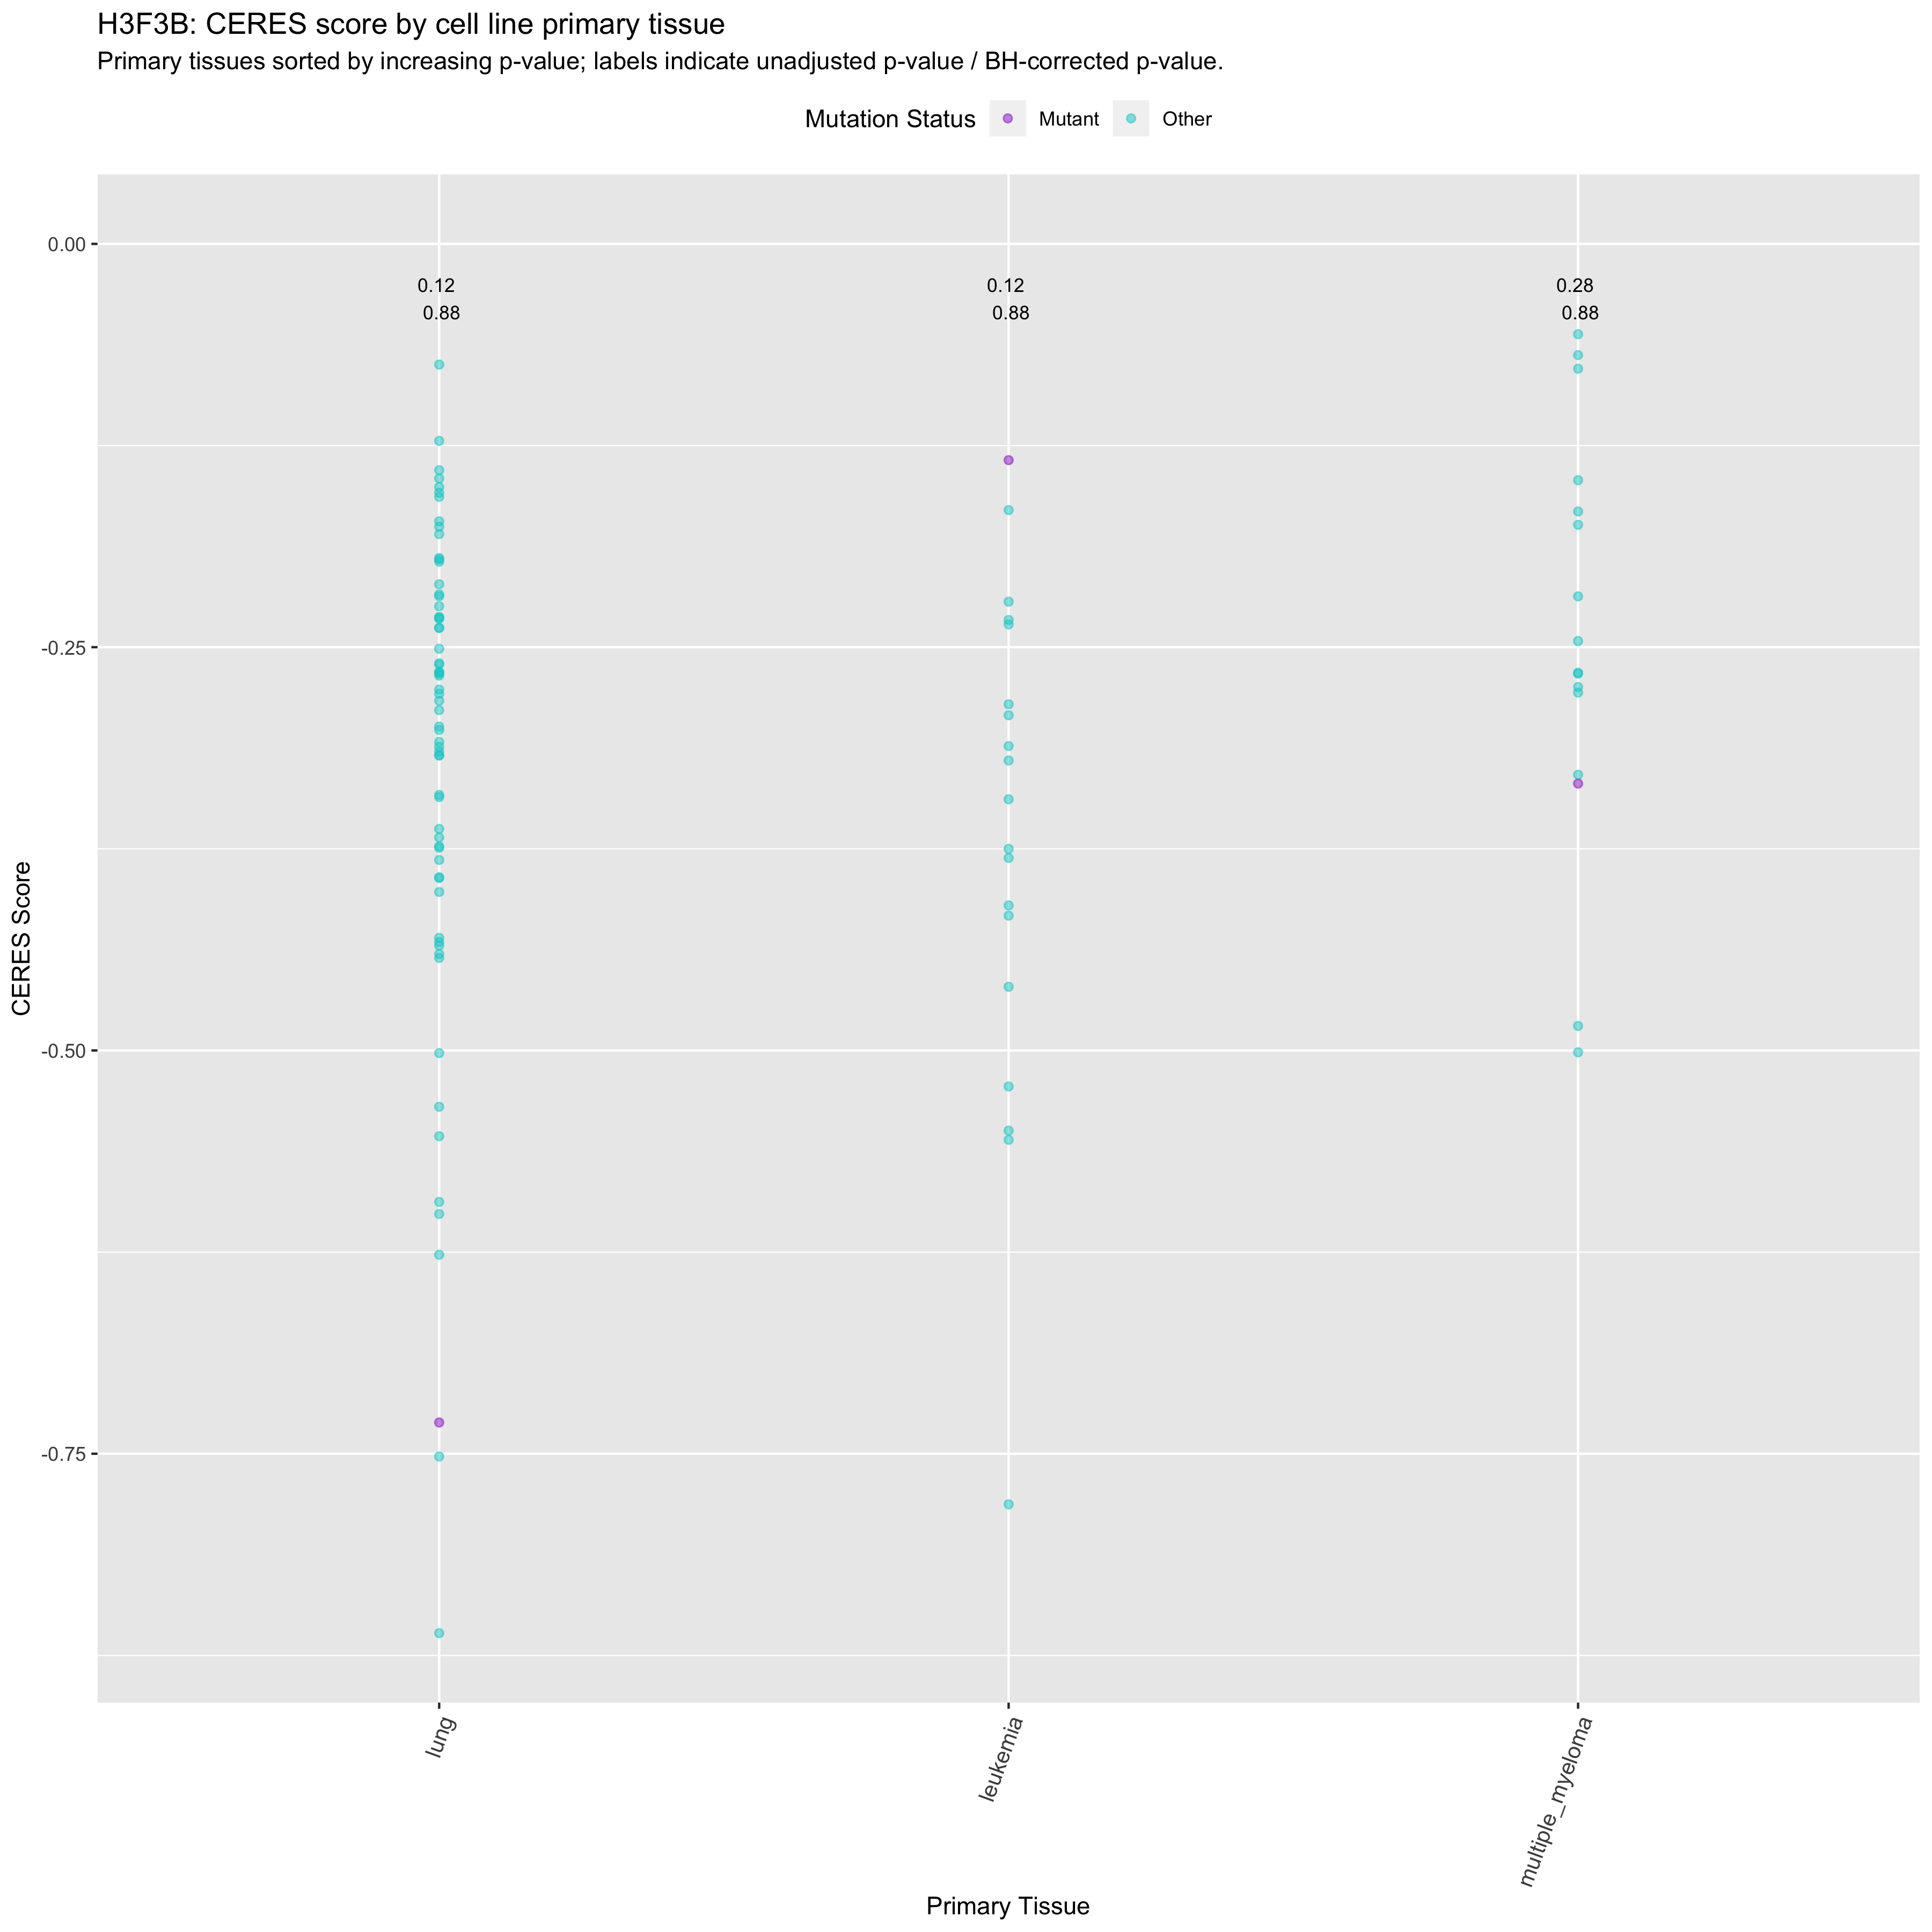 H3F3B: CERES score by cell line primary tissue
Primary tissues sorted by increasing p-value; labels indicate unadjusted p-value / BH-corrected p-value.
Mutation Status Mutant Other
0.00
0.12 0.12 0.28
0.88 0.88 0.88
-0.25
CERES Score
-0.50
-0.75
lung leukemia multiple_myeloma
Primary Tissue